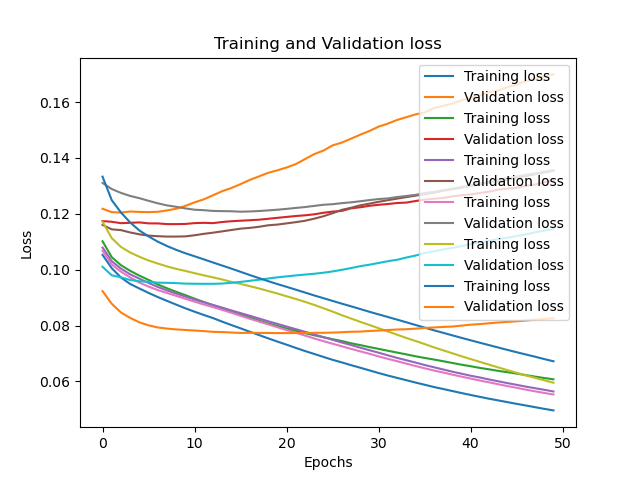 Training and Validation loss
Loss
0.16
0.14
0.12
0.10
0.08
0.06
Training loss
Validation loss
Training loss
Validation loss
Training loss
Validation loss
Training loss
Validation loss
Training loss
Validation loss
Training loss
Validation loss
0 10 20 30 40 50
Epochs